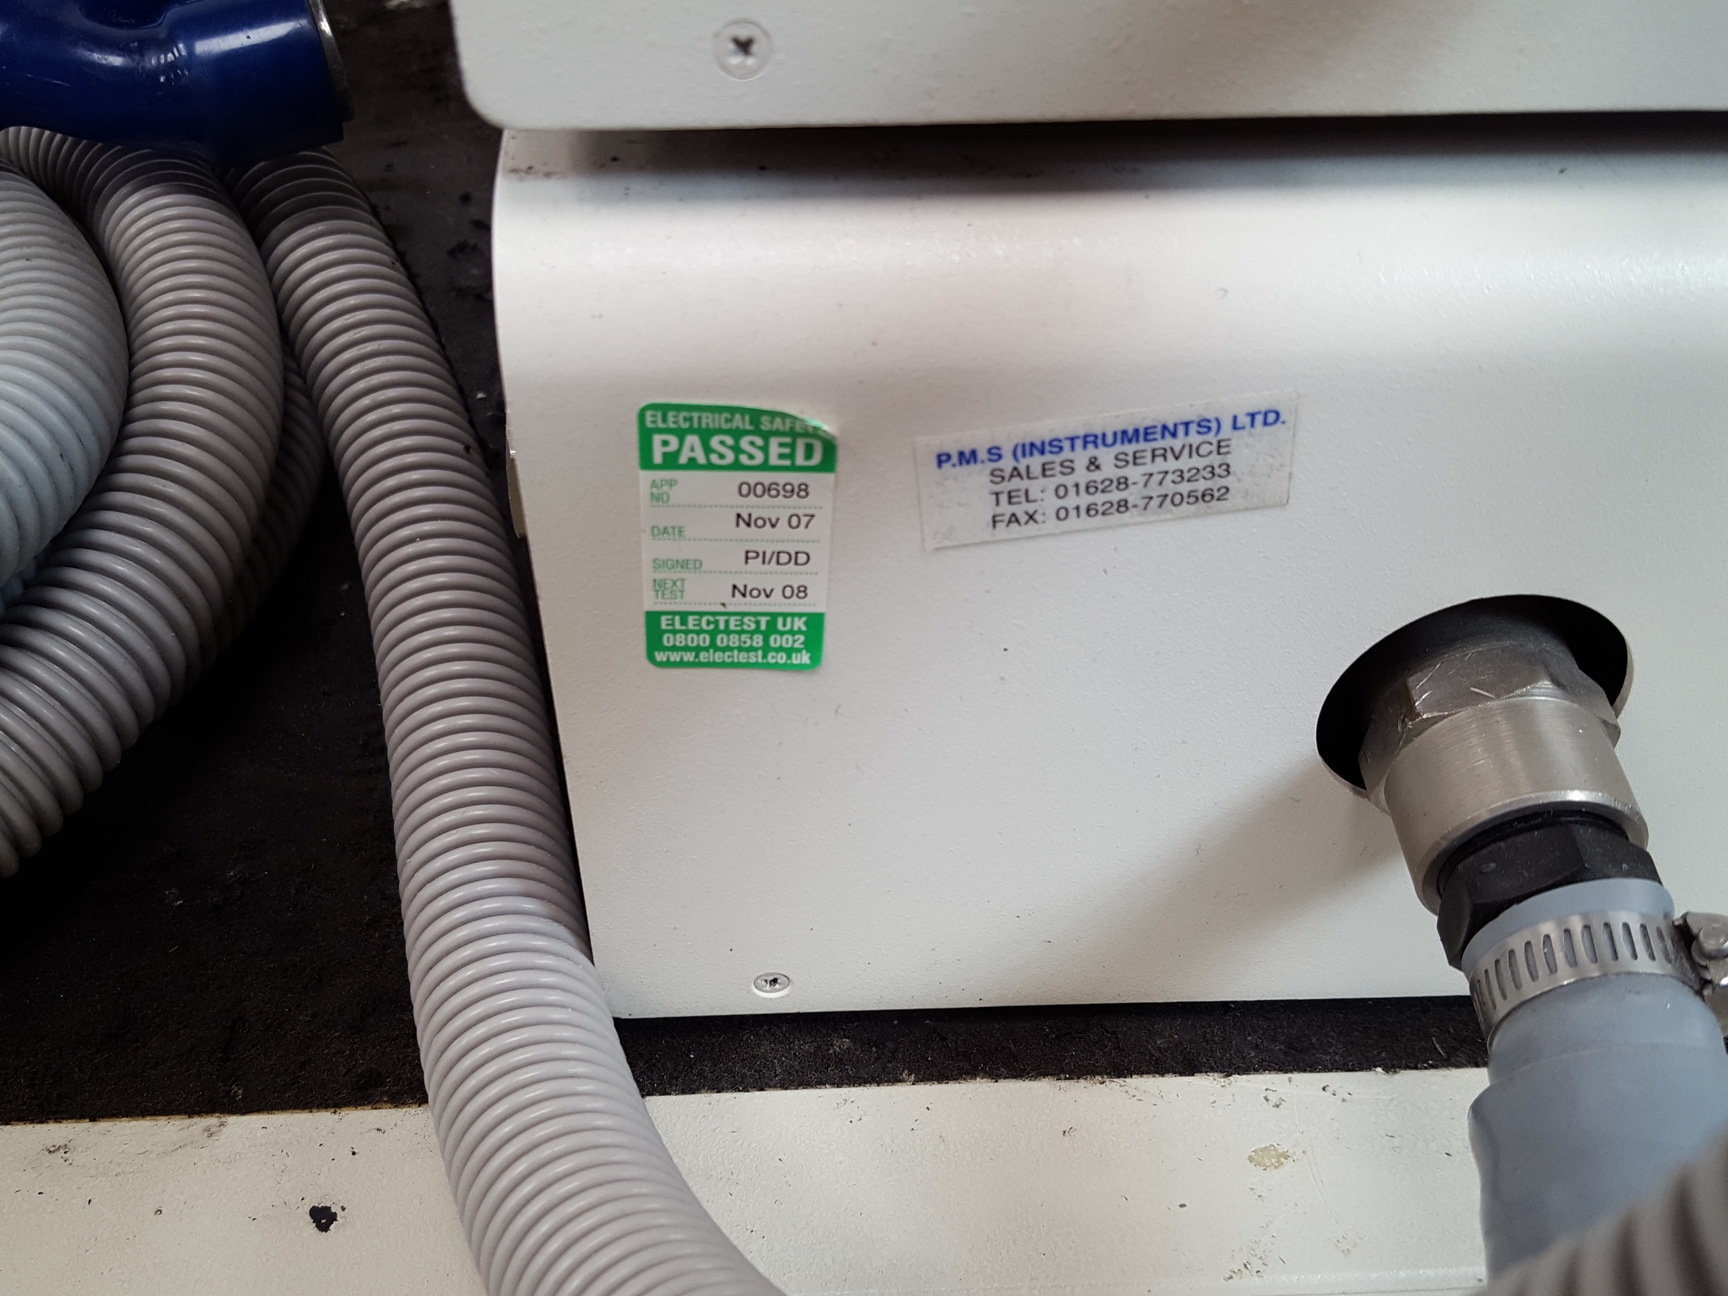 ELECTRICAL SAFETY
PASSED
APP NO 00698
DATE Nov 07
SIGNED PI/DD
NEXT TEST Nov 08
ELECTEST UK
0800 0858 002
www.electest.co.uk
P.M.S (INSTRUMENTS) LTD.
SALES & SERVICE
TEL: 01628-773233
FAX: 01628-770562